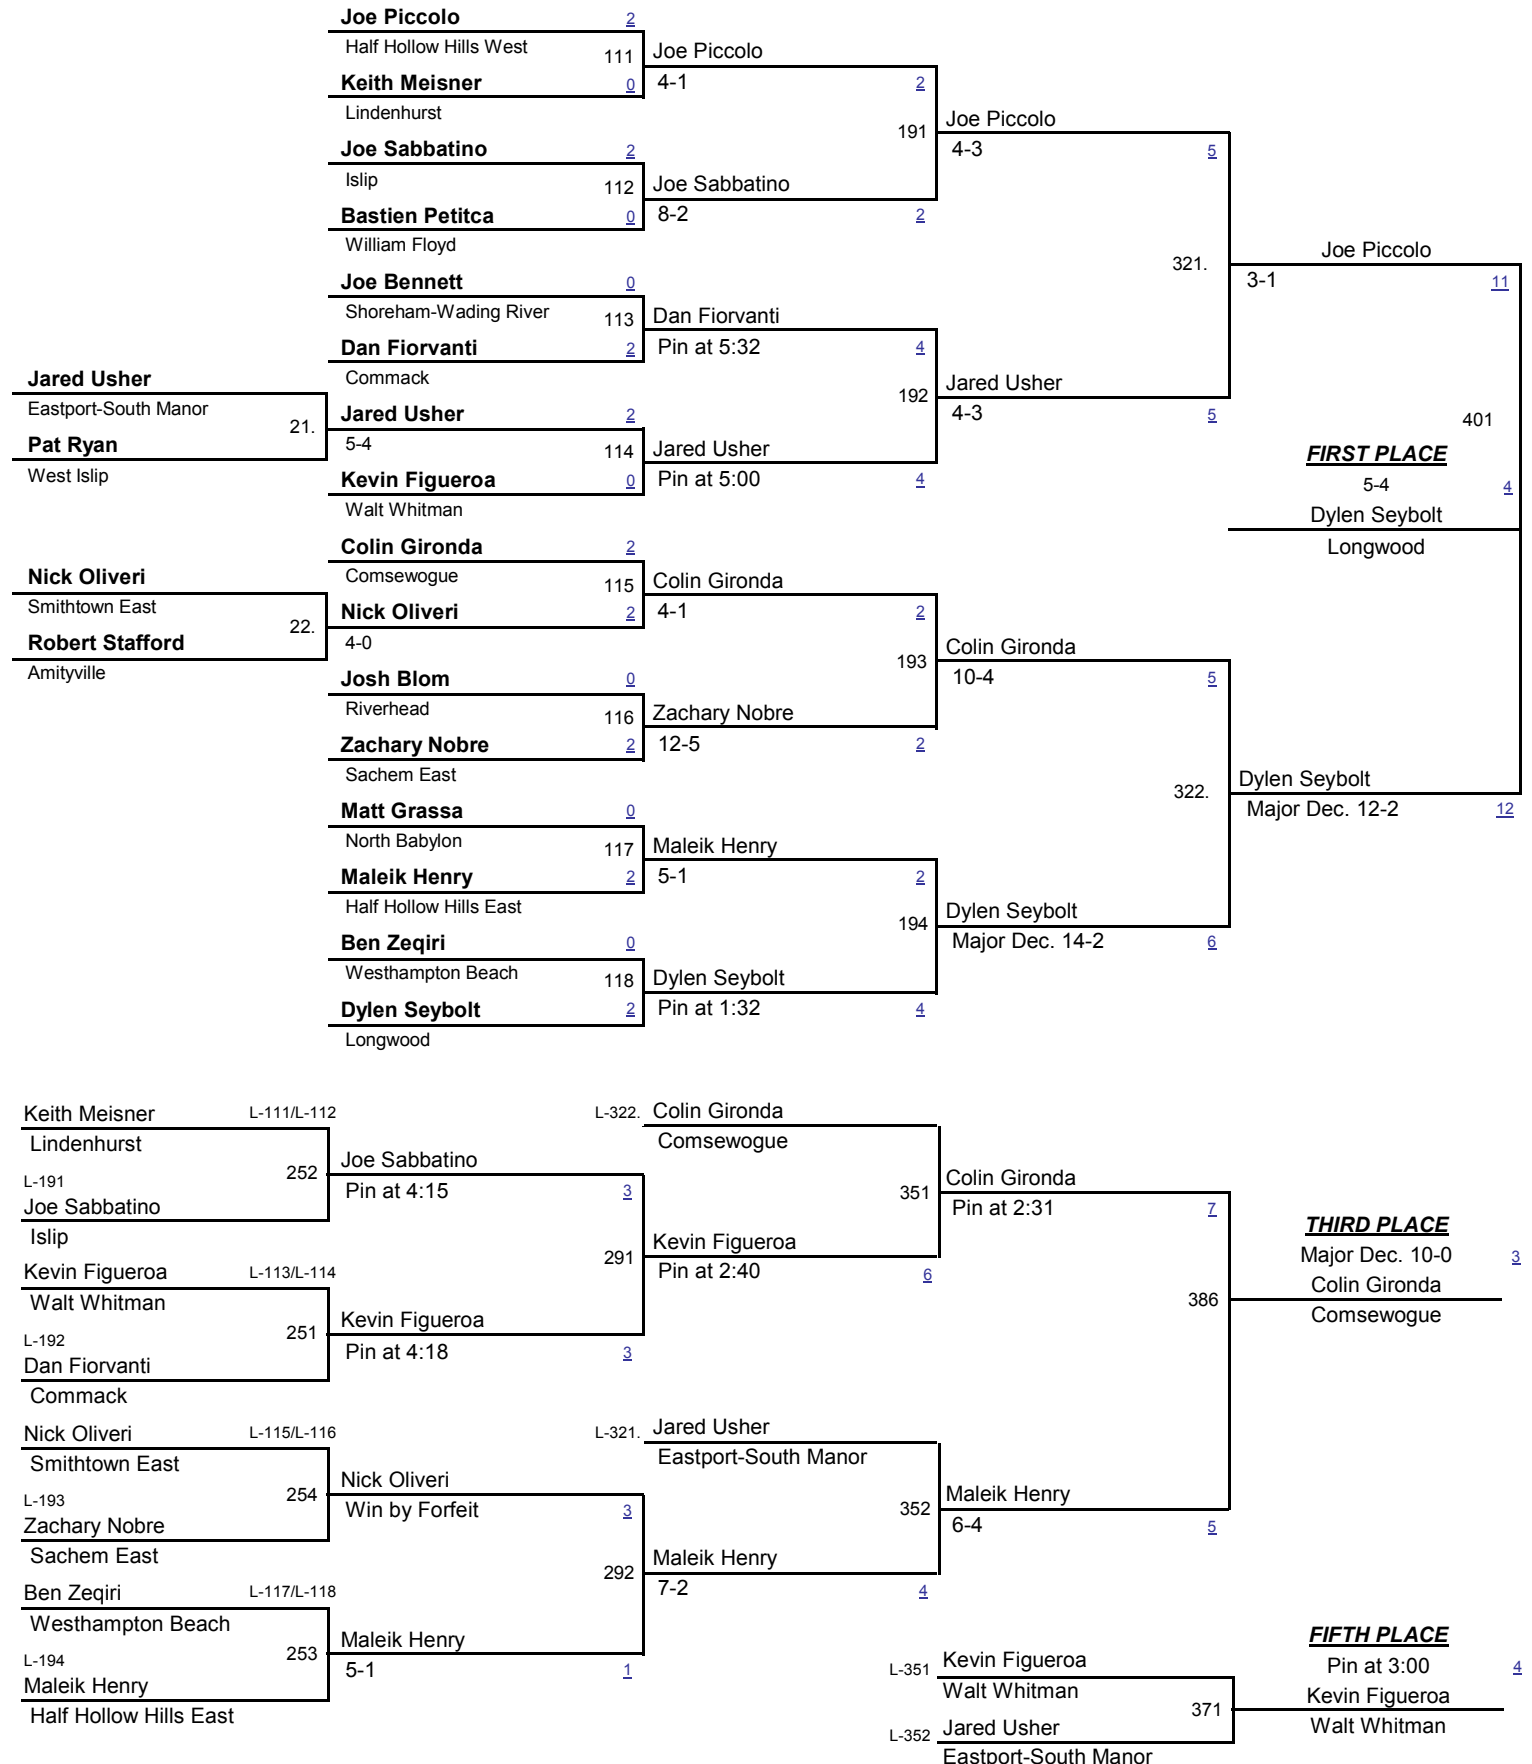 Joe Piccolo 2
Half Hollow Hills West
111
Joe Piccolo
Keith Meisner 0
4-1 2
Lindenhurst
191
Joe Piccolo
Joe Sabbatino 2
4-3 5
Islip
112
Joe Sabbatino
Bastien Petitca 0
8-2 2
William Floyd
321.
Joe Piccolo
3-1 11
Joe Bennett 0
Shoreham-Wading River
113
Dan Fiorvanti
Dan Fiorvanti 2
Pin at 5:32 4
Commack
Jared Usher
Eastport-South Manor
21.
Pat Ryan
West Islip
192
Jared Usher
4-3 5
Jared Usher 2
5-4
114
Jared Usher
Kevin Figueroa 0
Pin at 5:00 4
Walt Whitman
401
FIRST PLACE
5-4 4
Dylen Seybolt
Longwood
Colin Gironda 2
Comsewogue
115
Colin Gironda
Nick Oliveri
Smithtown East
22.
Robert Stafford
Amityville
Nick Oliveri 2
4-1 2
4-0
193
Colin Gironda
10-4 5
Josh Blom 0
Riverhead
116
Zachary Nobre
Zachary Nobre 2
12-5 2
Sachem East
322.
Dylen Seybolt
Major Dec. 12-2 12
Matt Grassa 0
North Babylon
117
Maleik Henry
Maleik Henry 2
5-1 2
Half Hollow Hills East
194
Dylen Seybolt
Major Dec. 14-2 6
Ben Zeqiri 0
Westhampton Beach
118
Dylen Seybolt
Dylen Seybolt 2
Pin at 1:32 4
Longwood
Keith Meisner L-111/L-112
Lindenhurst
252
L-191
Joe Sabbatino
Islip
Joe Sabbatino
Pin at 4:15 3
L-322. Colin Gironda
Comsewogue
351
Colin Gironda
Pin at 2:31 7
291
Kevin Figueroa
Pin at 2:40 6
Kevin Figueroa L-113/L-114
Walt Whitman
251
L-192
Dan Fiorvanti
Commack
Kevin Figueroa
Pin at 4:18 3
386
THIRD PLACE
Major Dec. 10-0 3
Colin Gironda
Comsewogue
Nick Oliveri L-115/L-116
Smithtown East
254
L-193
Zachary Nobre
Sachem East
Nick Oliveri
Win by Forfeit 3
L-321. Jared Usher
Eastport-South Manor
352
Maleik Henry
6-4 5
292
Maleik Henry
7-2 4
Ben Zeqiri L-117/L-118
Westhampton Beach
253
L-194
Maleik Henry
Half Hollow Hills East
Maleik Henry
5-1 1
L-351 Kevin Figueroa
Walt Whitman
371
L-352 Jared Usher
Eastport-South Manor
FIFTH PLACE
Pin at 3:00 4
Kevin Figueroa
Walt Whitman